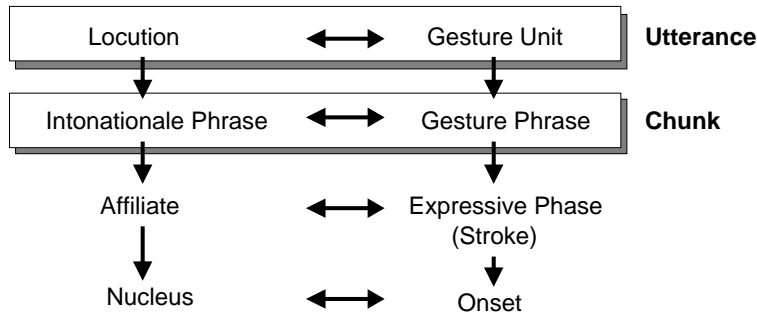 Locution Gesture Unit Utterance
Intonationale Phrase Gesture Phrase Chunk
Affiliate Expressive Phase
(Stroke)
Nucleus Onset